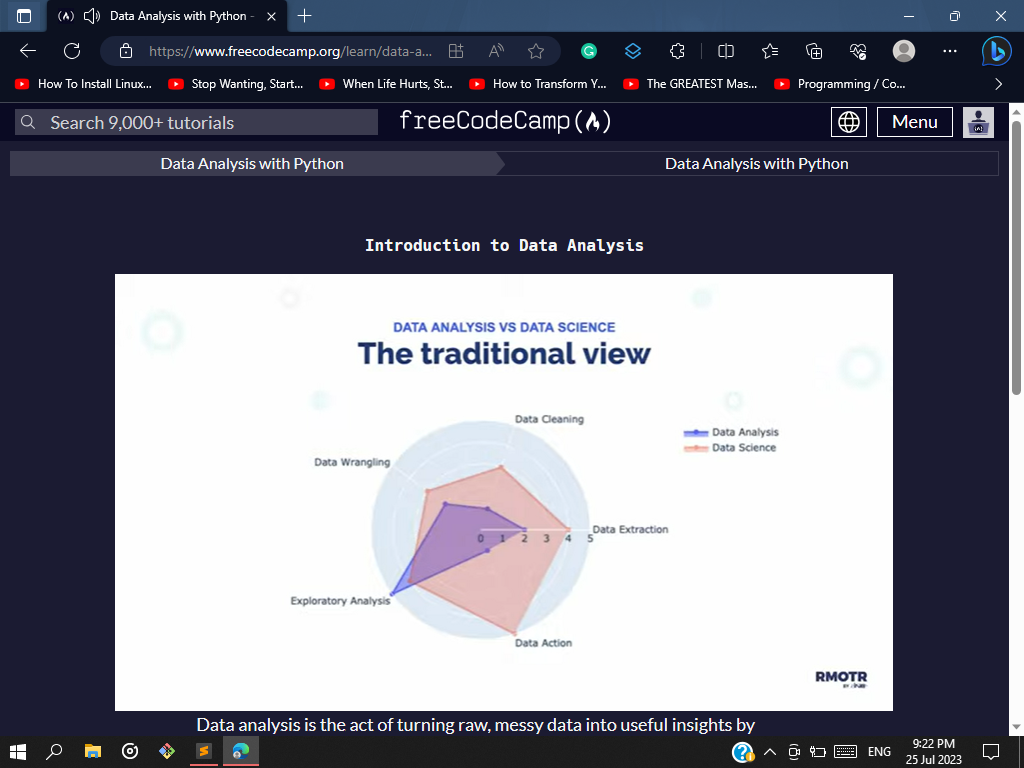 Data Analysis with Python -
https://www.freecodecamp.org/learn/data-a...
How To Install Linux...
Stop Wanting, Start...
When Life Hurts, St...
How to Transform Y...
The GREATEST Mas...
Programming / Co...
Search 9,000+ tutorials
freeCodeCamp
Menu
Data Analysis with Python
Data Analysis with Python
Introduction to Data Analysis
DATA ANALYSIS VS DATA SCIENCE
The traditional view
Data Cleaning
Data Analysis
Data Science
Data Wrangling
Data Extraction
0 1 2 3 4 5
Exploratory Analysis
Data Action
RMOTR
Data analysis is the act of turning raw, messy data into useful insights by
ENG
9:22 PM
25 Jul 2023